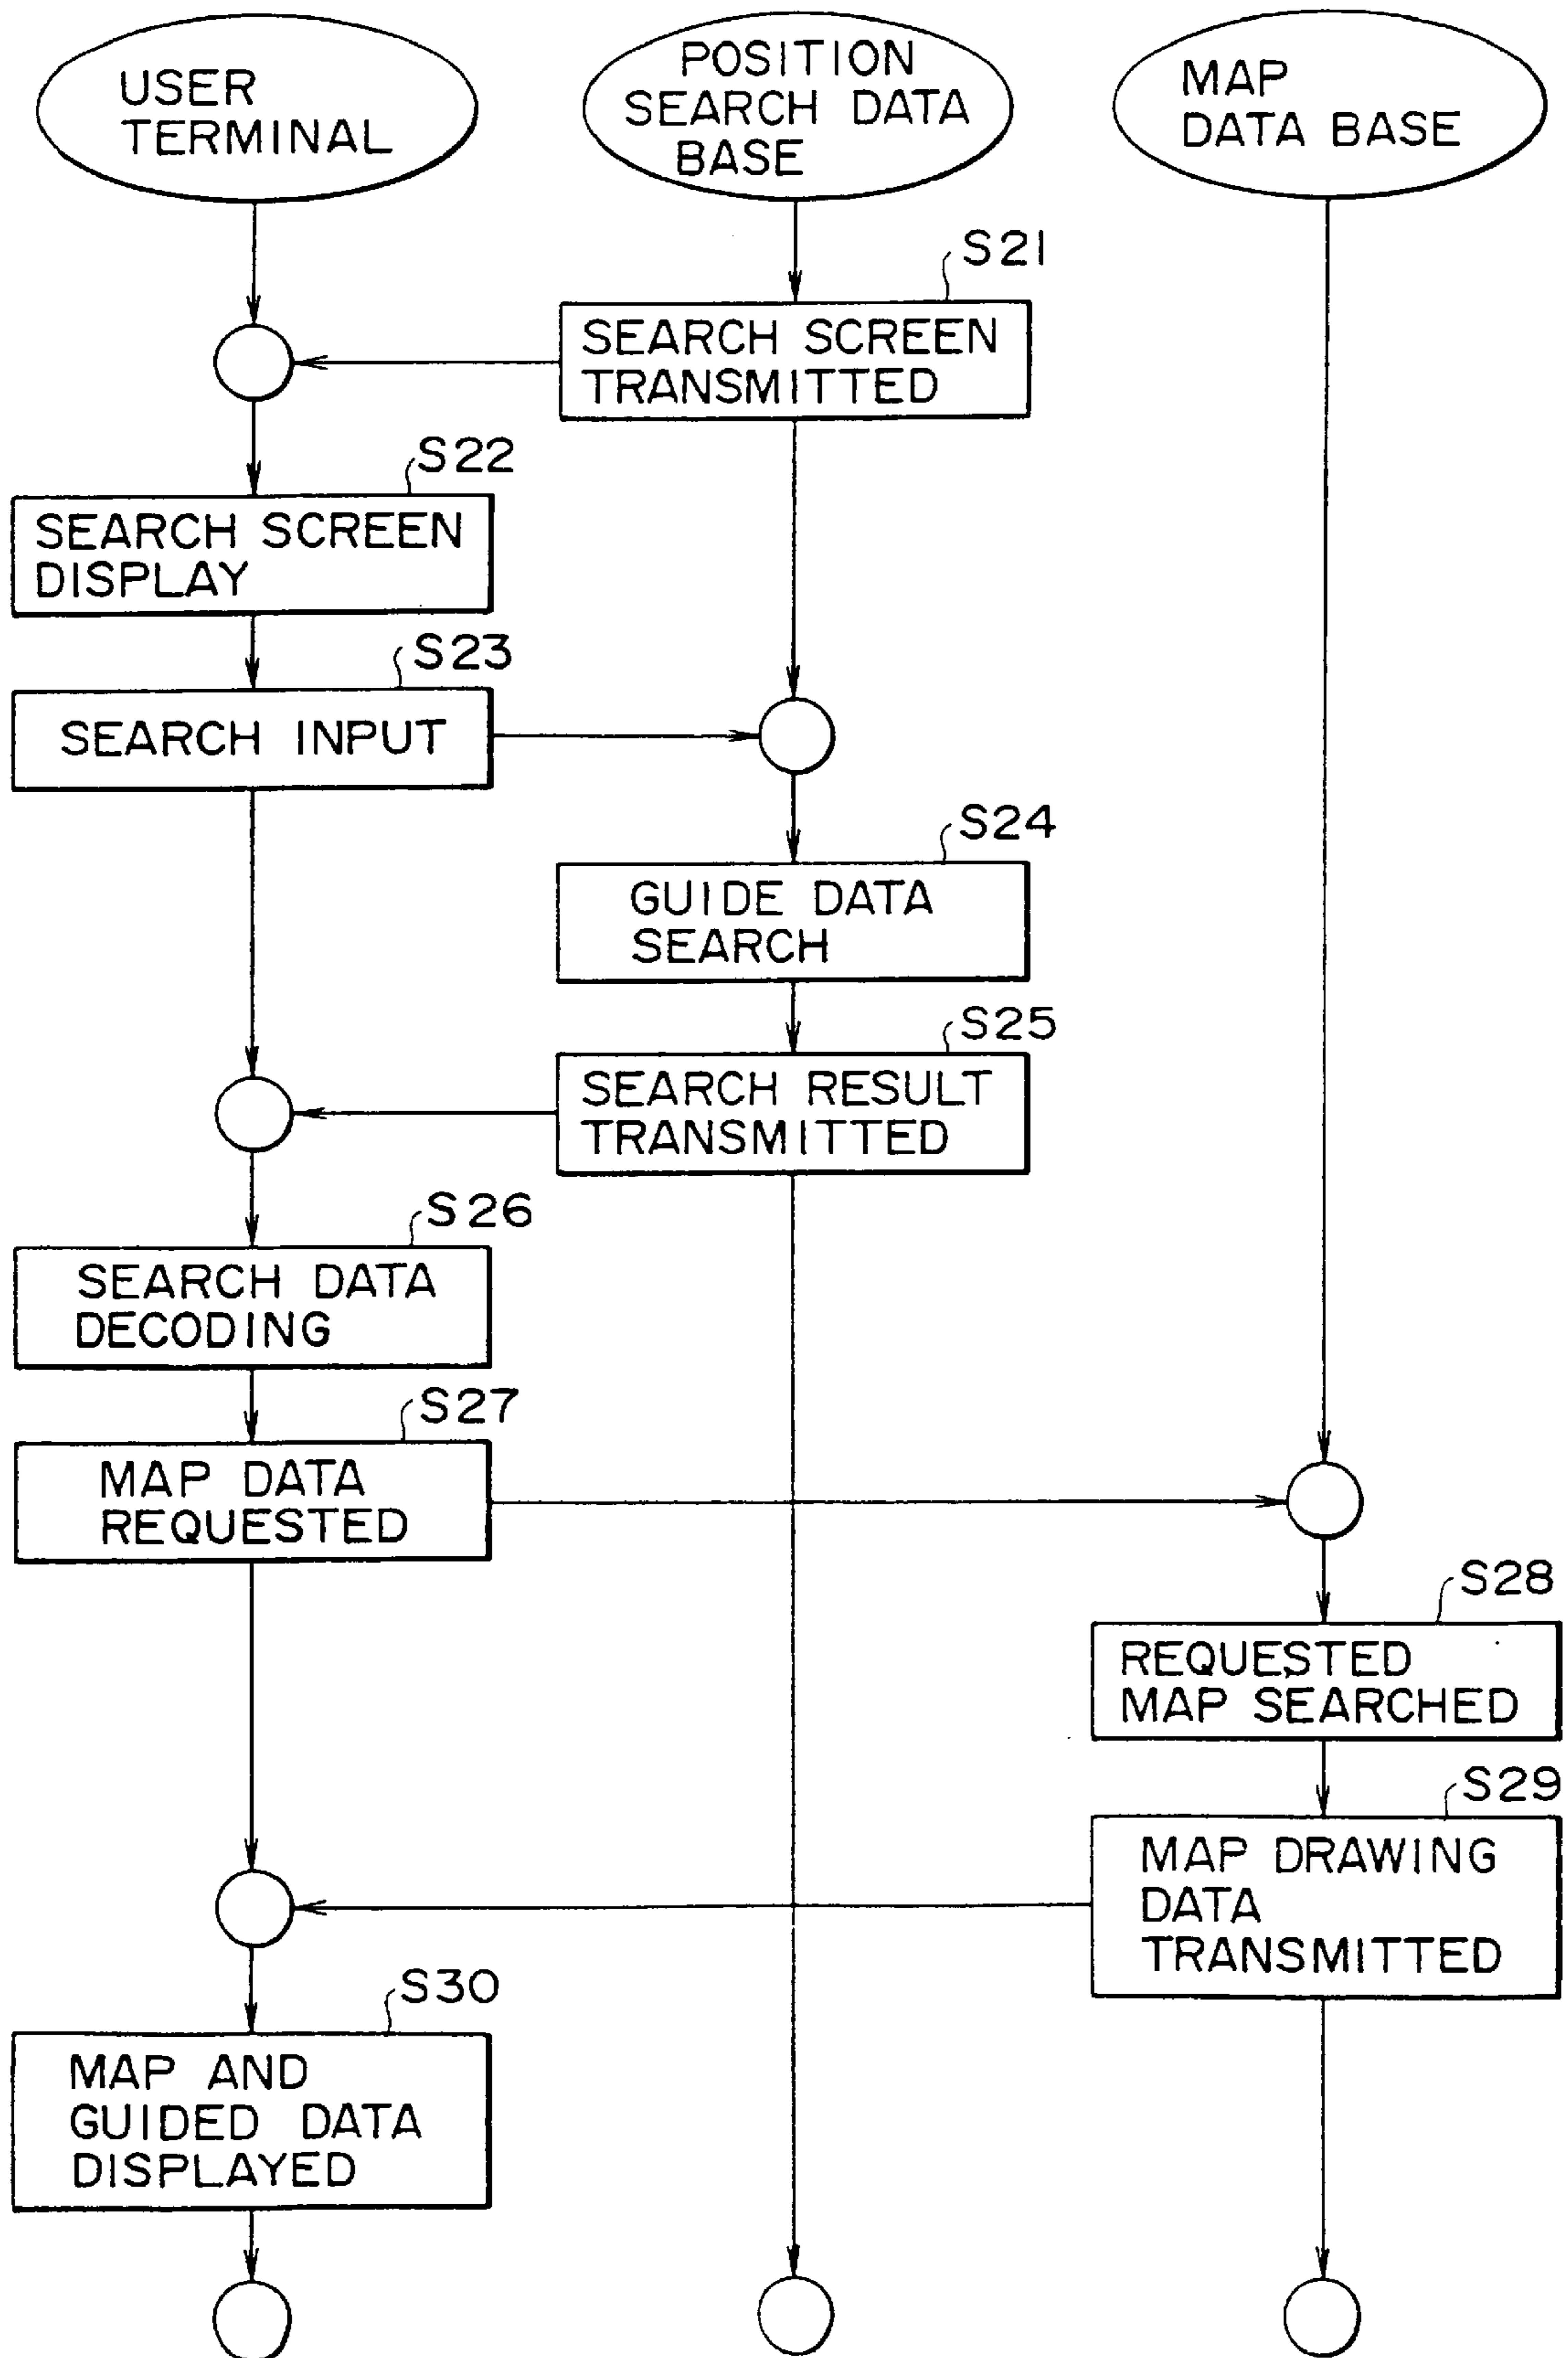 USER
TERMINAL
POSITION
SEARCH DATA
BASE
MAP
DATA BASE
S21
SEARCH SCREEN
TRANSMITTED
S22
SEARCH SCREEN
DISPLAY
S23
SEARCH INPUT
S24
GUIDE DATA
SEARCH
S25
SEARCH RESULT
TRANSMITTED
S26
SEARCH DATA
DECODING
S27
MAP DATA
REQUESTED
S28
REQUESTED
MAP SEARCHED
S29
MAP DRAWING
DATA
TRANSMITTED
S30
MAP AND
GUIDED DATA
DISPLAYED